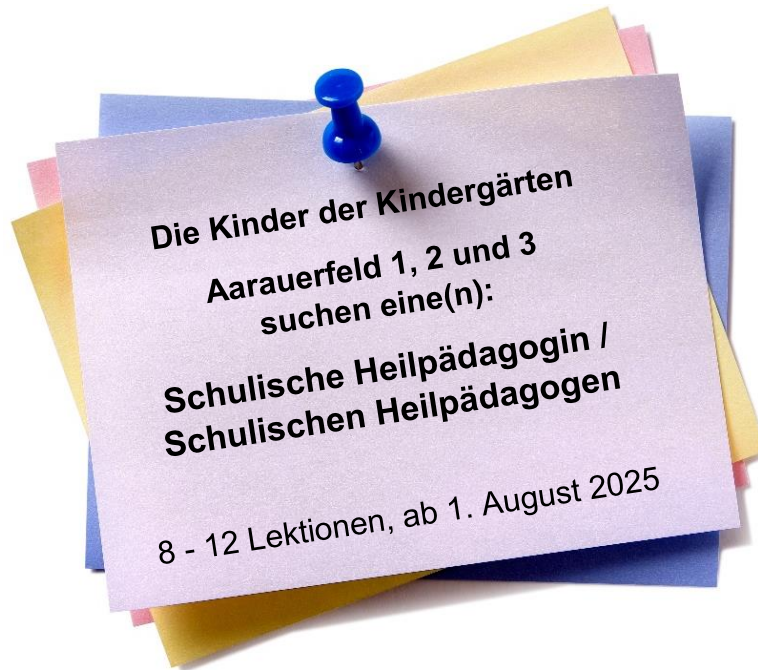 Die Kinder der Kindergärten
Aarauerfeld 1, 2 und 3
suchen eine(n):
Schulische Heilpädagogin /
Schulischen Heilpädagogen
8 - 12 Lektionen, ab 1. August 2025